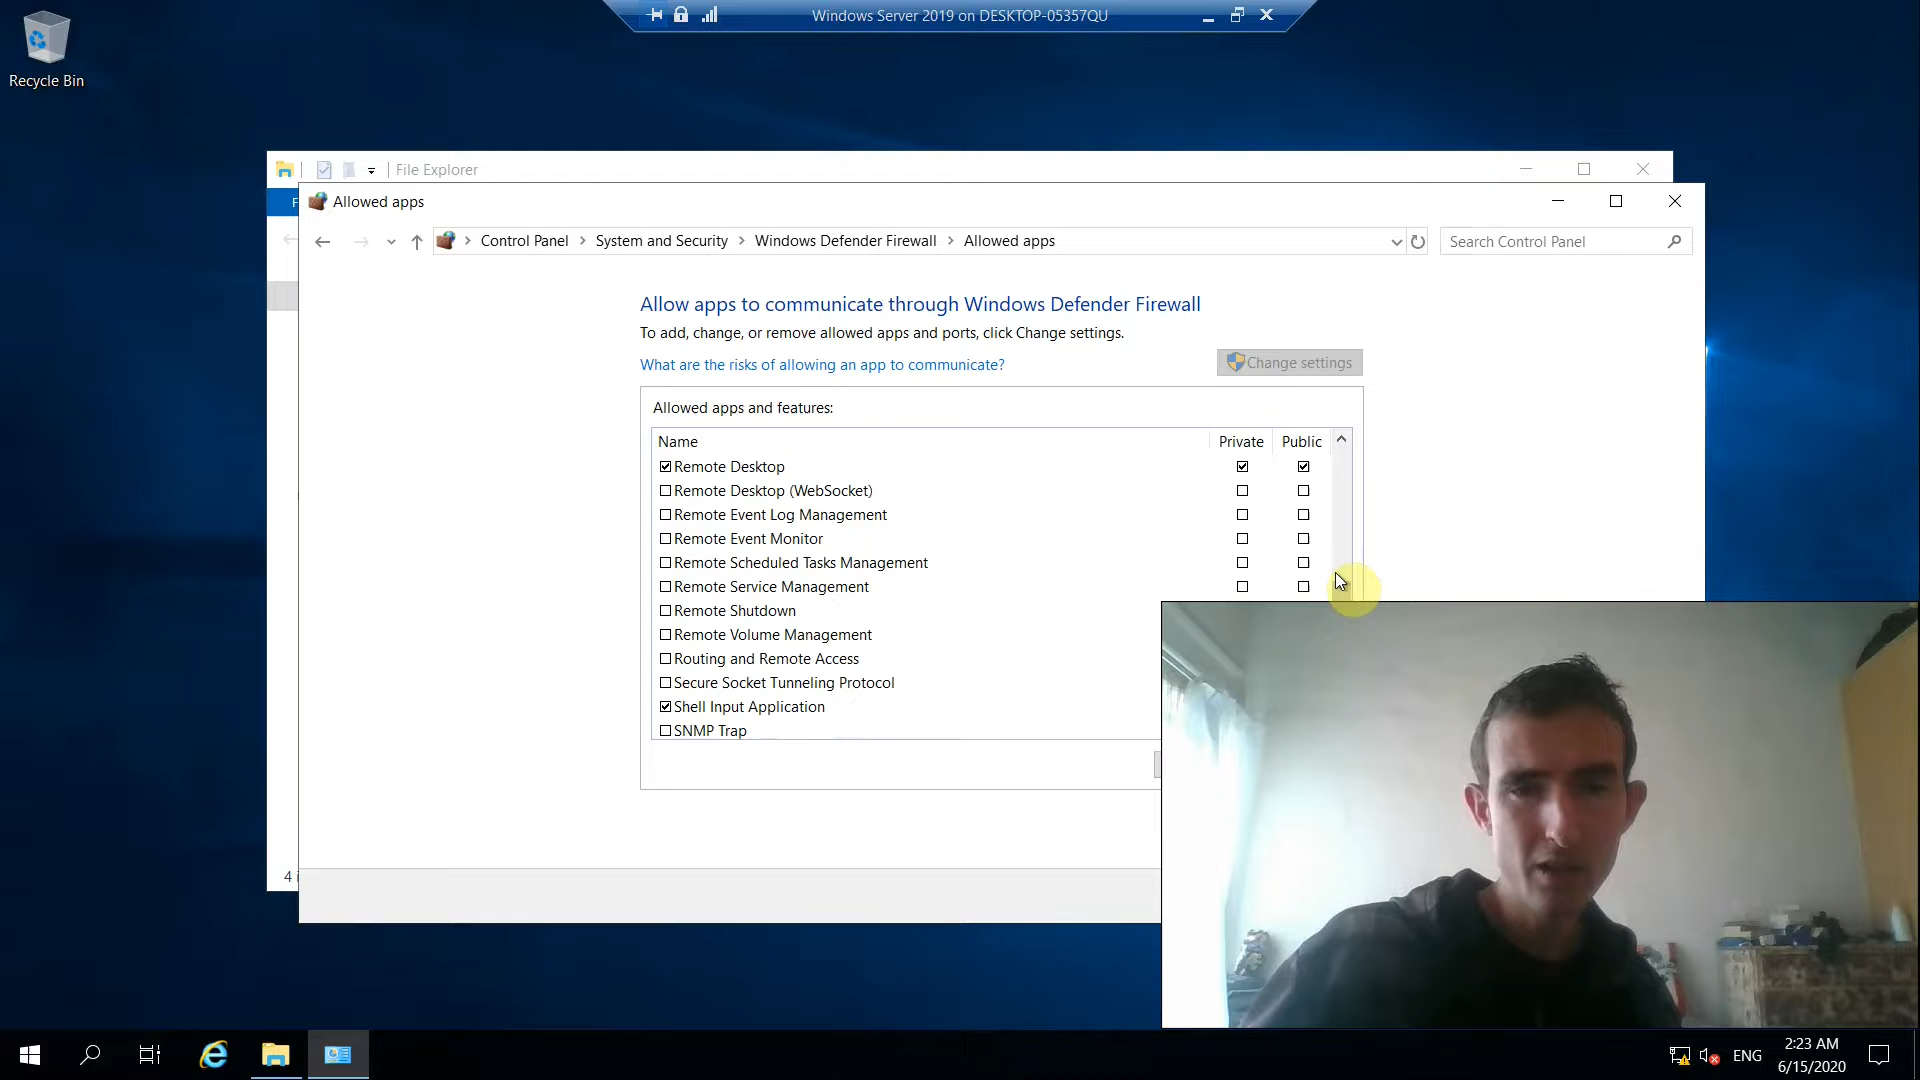 Windows Server 2019 on DESKTOP-05357QU
Recycle Bin
File Explorer
F
Allowed apps
Control Panel > System and Security > Windows Defender Firewall > Allowed apps
Search Control Panel
Allow apps to communicate through Windows Defender Firewall
To add, change, or remove allowed apps and ports, click Change settings.
What are the risks of allowing an app to communicate?
Change settings
Allowed apps and features:
Name Private Public
Remote Desktop
Remote Desktop (WebSocket)
Remote Event Log Management
Remote Event Monitor
Remote Scheduled Tasks Management
Remote Service Management
Remote Shutdown
Remote Volume Management
Routing and Remote Access
Secure Socket Tunneling Protocol
Shell Input Application
SNMP Trap
4 i
ENG
2:23 AM
6/15/2020